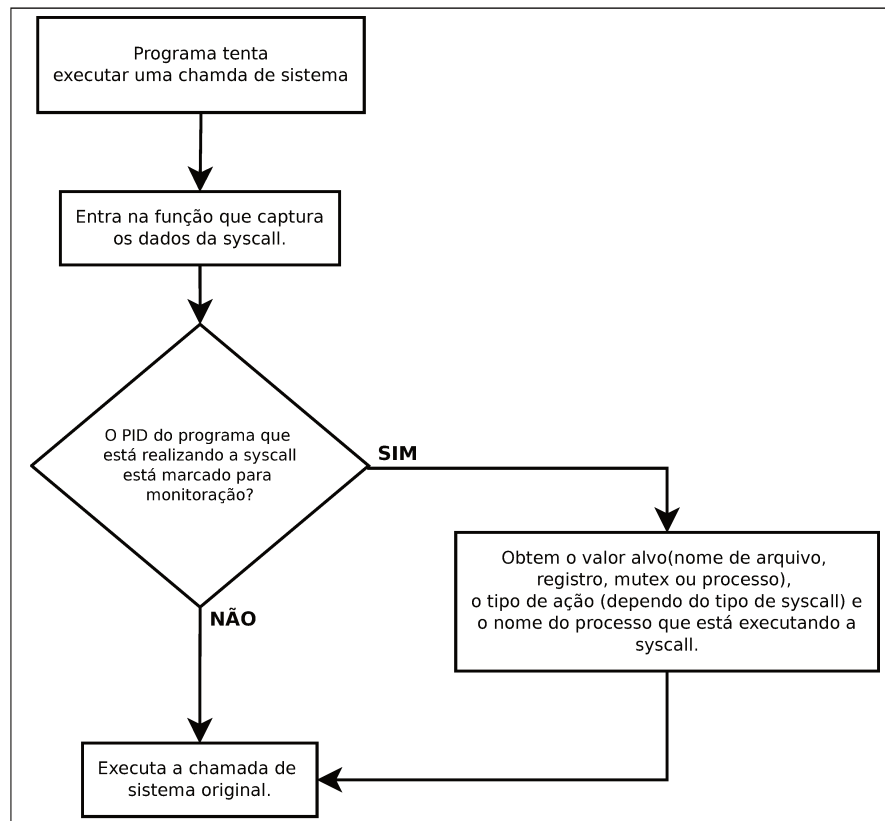 Programa tenta
executar uma chamda de sistema
Entra na função que captura
os dados da syscall.
O PID do programa que
está realizando a syscall
está marcado para
monitoração?
SIM
Obtem o valor alvo(nome de arquivo,
registro, mutex ou processo),
o tipo de ação (dependo do tipo de syscall) e
o nome do processo que está executando a
syscall.
NÃO
Executa a chamada de
sistema original.